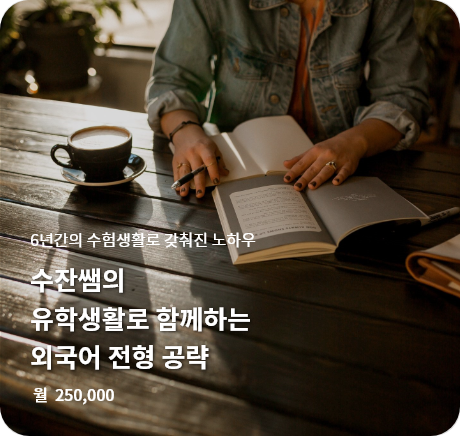 6년간의 수험생활로 갖춰진 노하우
수잔쌤의
유학생활로 함께하는
외국어 전형 공략
월 250,000